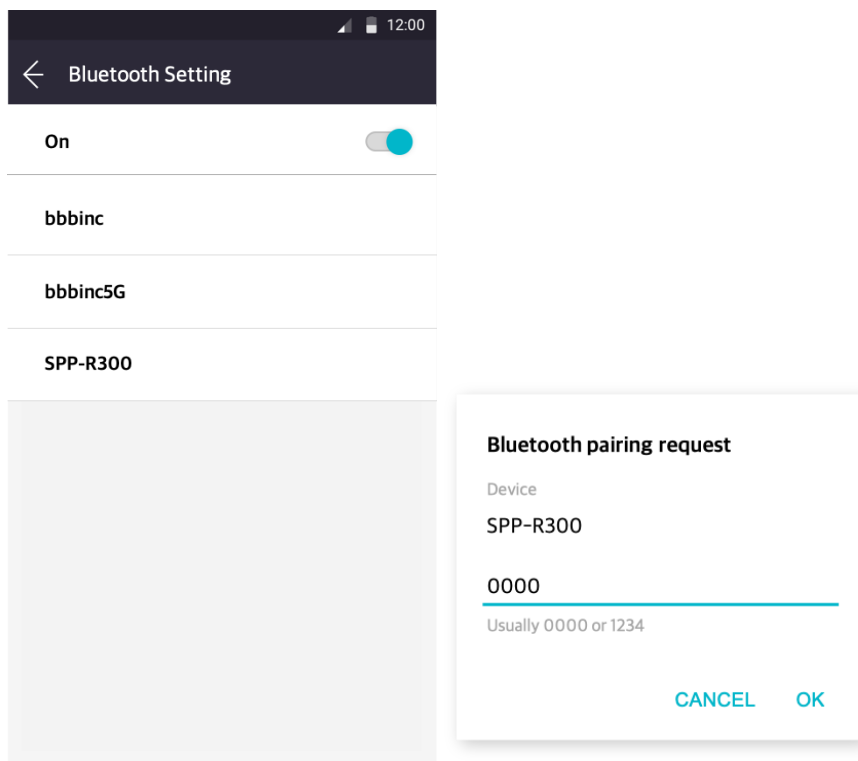 12:00
Bluetooth Setting
On
bbbinc
bbbinc5G
SPP-R300
Bluetooth pairing request
Device
SPP-R300
0000
Usually 0000 or 1234
CANCEL OK